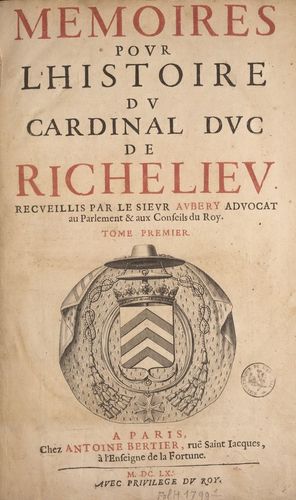 MEMOIRES
POVR
L'HISTOIRE
DV
CARDINAL DVC
DE
RICHELIEV
RECVEILLIS PAR LE SIEVR AVBERY ADVOCAT
au Parlement & aux Conseils du Roy.
TOME PREMIER.
A PARIS,
Chez ANTOINE BERTIER, ruë Saint Iacques,
à l'Enseigne de la Fortune.
M. DC. LX.
AVEC PRIVILEGE DV ROY.